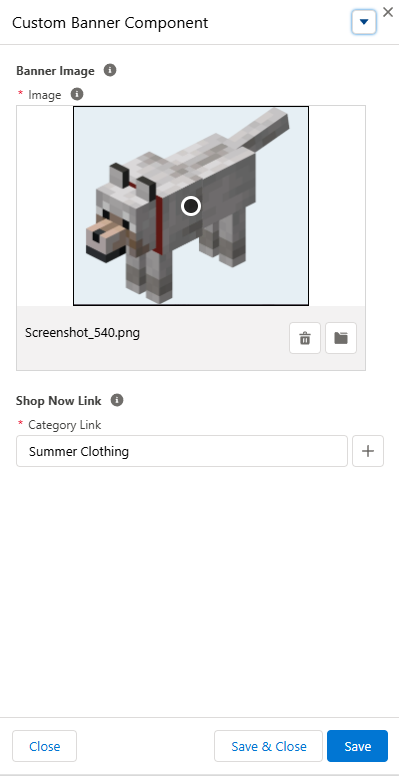 Custom Banner Component
Banner Image
* Image
Screenshot_540.png
Shop Now Link
* Category Link
Summer Clothing
Close
Save & Close
Save